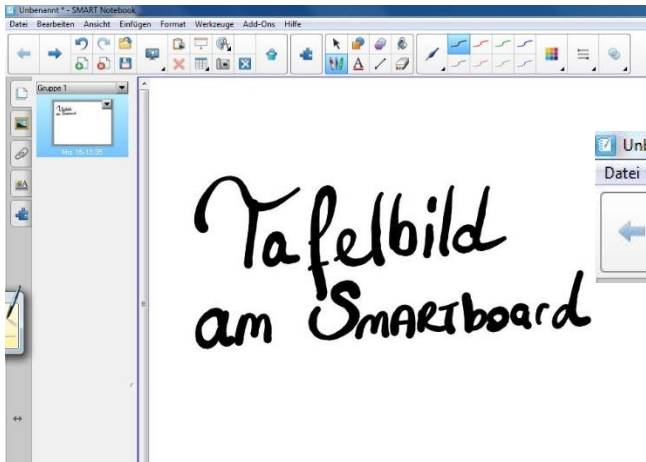 Unbenannt * - SMART Notebook
Datei Bearbeiten Ansicht Einfügen Format Werkzeuge Add-Ons Hilfe
Gruppe 1
Tafelbild
am SMARTboard
Unb
Datei